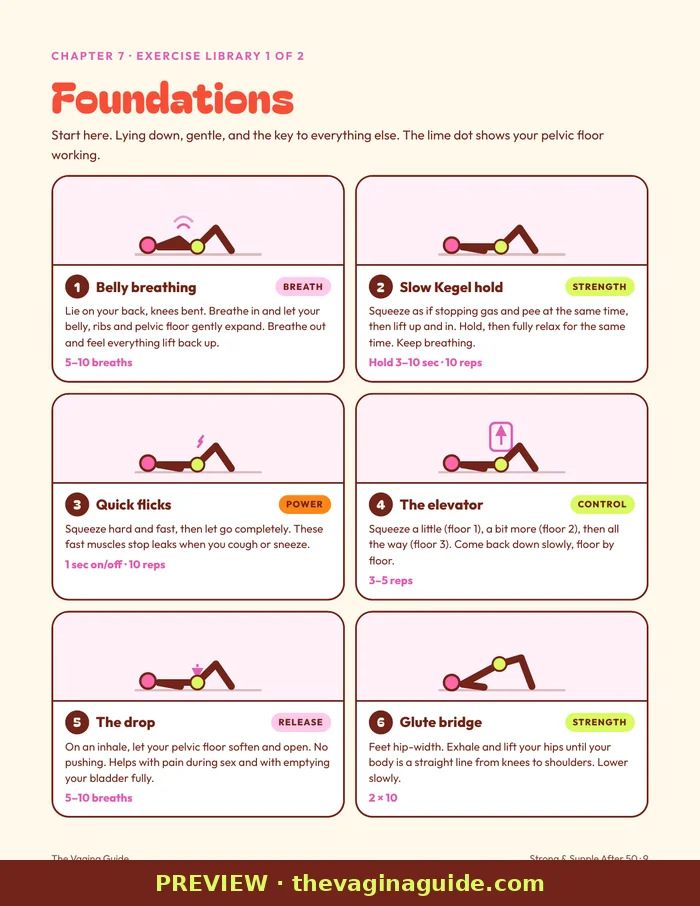 CHAPTER 7 · EXERCISE LIBRARY 1 OF 2
Foundations
Start here. Lying down, gentle, and the key to everything else. The lime dot shows your pelvic floor
working.
1 Belly breathing BREATH
Lie on your back, knees bent. Breathe in and let your
belly, ribs and pelvic floor gently expand. Breathe out
and feel everything lift back up.
5–10 breaths
2 Slow Kegel hold STRENGTH
Squeeze as if stopping gas and pee at the same time,
then lift up and in. Hold, then fully relax for the same
time. Keep breathing.
Hold 3–10 sec · 10 reps
3 Quick flicks POWER
Squeeze hard and fast, then let go completely. These
fast muscles stop leaks when you cough or sneeze.
1 sec on/off · 10 reps
4 The elevator CONTROL
Squeeze a little (floor 1), a bit more (floor 2), then all
the way (floor 3). Come back down slowly, floor by
floor.
3–5 reps
5 The drop RELEASE
On an inhale, let your pelvic floor soften and open. No
pushing. Helps with pain during sex and with emptying
your bladder fully.
5–10 breaths
6 Glute bridge STRENGTH
Feet hip-width. Exhale and lift your hips until your
body is a straight line from knees to shoulders. Lower
slowly.
2 × 10
The Vagina Guide
Strong & Supple After 50 · 9
PREVIEW · thevaginaguide.com